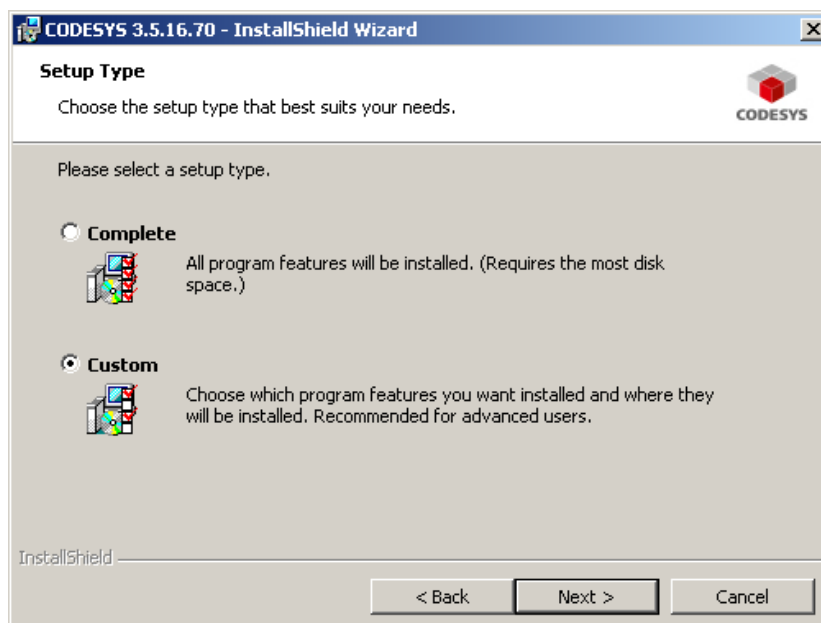 CODESYS 3.5.16.70 - InstallShield Wizard
Setup Type
Choose the setup type that best suits your needs.
CODESYS
Please select a setup type.
Complete
All program features will be installed. (Requires the most disk
space.)
Custom
Choose which program features you want installed and where they
will be installed. Recommended for advanced users.
InstallShield
< Back
Next >
Cancel